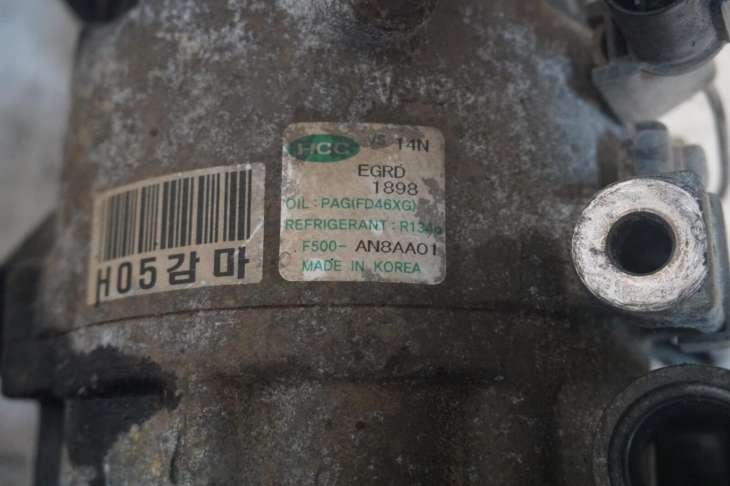 H05감마
HCC VS 14N
EGRD
1898
OIL : PAG(FD46XG)
REFRIGERANT : R134a
F500- AN8AA01
MADE IN KOREA